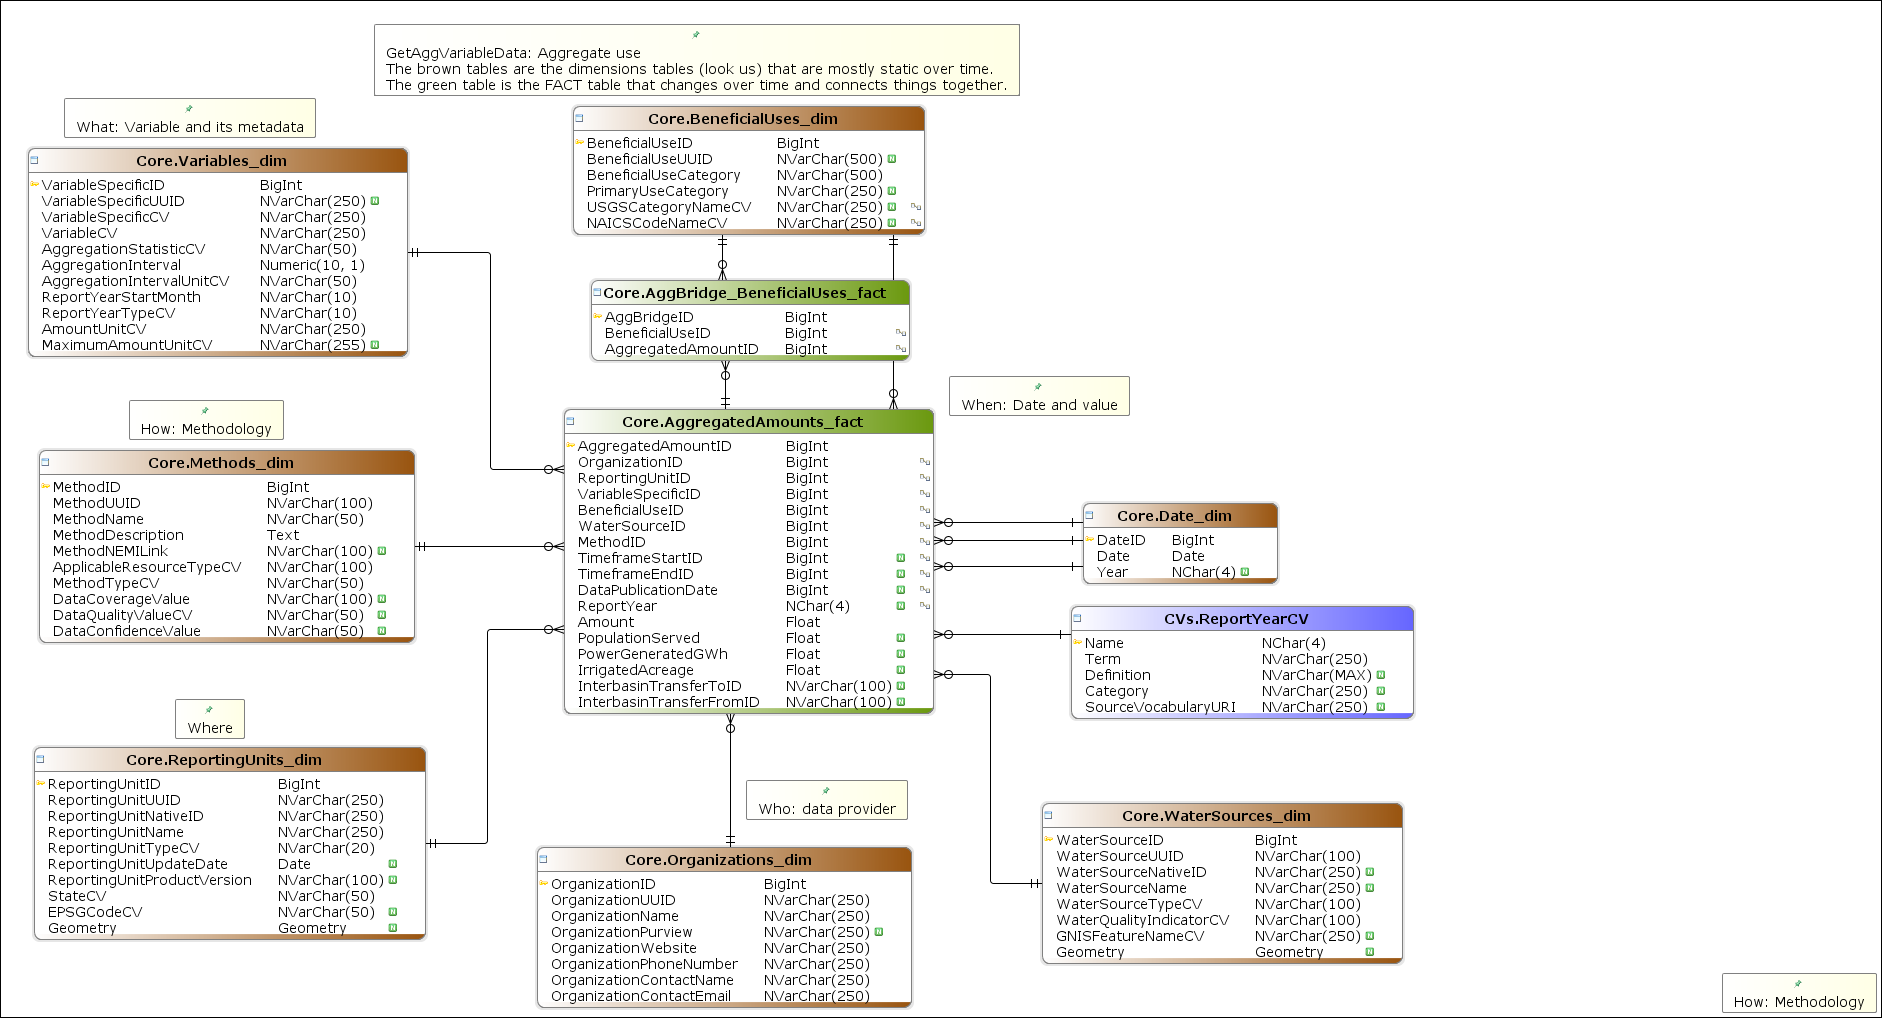 GetAggVariableData: Aggregate use
The brown tables are the dimensions tables (look us) that are mostly static over time.
The green table is the FACT table that changes over time and connects things together.
What: Variable and its metadata
Core.Variables_dim
VariableSpecificID BigInt
VariableSpecificUUID NVarChar(250) N
VariableSpecificCV NVarChar(250)
VariableCV NVarChar(250)
AggregationStatisticCV NVarChar(50)
AggregationInterval Numeric(10, 1)
AggregationIntervalUnitCV NVarChar(50)
ReportYearStartMonth NVarChar(10)
ReportYearTypeCV NVarChar(10)
AmountUnitCV NVarChar(250)
MaximumAmountUnitCV NVarChar(255) N
Core.BeneficialUses_dim
BeneficialUseID BigInt
BeneficialUseUUID NVarChar(500) N
BeneficialUseCategory NVarChar(500)
PrimaryUseCategory NVarChar(250) N
USGSCategoryNameCV NVarChar(250) N
NAICSCodeNameCV NVarChar(250) N
Core.AggBridge_BeneficialUses_fact
AggBridgeID BigInt
BeneficialUseID BigInt
AggregatedAmountID BigInt
How: Methodology
Core.Methods_dim
MethodID BigInt
MethodUUID NVarChar(100)
MethodName NVarChar(50)
MethodDescription Text
MethodNEMILink NVarChar(100) N
ApplicableResourceTypeCV NVarChar(100)
MethodTypeCV NVarChar(50)
DataCoverageValue NVarChar(100) N
DataQualityValueCV NVarChar(50) N
DataConfidenceValue NVarChar(50) N
When: Date and value
Core.AggregatedAmounts_fact
AggregatedAmountID BigInt
OrganizationID BigInt
ReportingUnitID BigInt
VariableSpecificID BigInt
BeneficialUseID BigInt
WaterSourceID BigInt
MethodID BigInt
TimeframeStartID BigInt N
TimeframeEndID BigInt N
DataPublicationDate BigInt N
ReportYear NChar(4) N
Amount Float
PopulationServed Float N
PowerGeneratedGWh Float N
IrrigatedAcreage Float N
InterbasinTransferToID NVarChar(100) N
InterbasinTransferFromID NVarChar(100) N
Core.Date_dim
DateID BigInt
Date Date
Year NChar(4) N
CVs.ReportYearCV
Name NChar(4)
Term NVarChar(250)
Definition NVarChar(MAX) N
Category NVarChar(250) N
SourceVocabularyURI NVarChar(250) N
Where
Core.ReportingUnits_dim
ReportingUnitID BigInt
ReportingUnitUUID NVarChar(250)
ReportingUnitNativeID NVarChar(250)
ReportingUnitName NVarChar(250)
ReportingUnitTypeCV NVarChar(20)
ReportingUnitUpdateDate Date N
ReportingUnitProductVersion NVarChar(100) N
StateCV NVarChar(50)
EPSGCodeCV NVarChar(50) N
Geometry Geometry N
Who: data provider
Core.Organizations_dim
OrganizationID BigInt
OrganizationUUID NVarChar(250)
OrganizationName NVarChar(250)
OrganizationPurview NVarChar(250) N
OrganizationWebsite NVarChar(250)
OrganizationPhoneNumber NVarChar(250)
OrganizationContactName NVarChar(250)
OrganizationContactEmail NVarChar(250)
Core.WaterSources_dim
WaterSourceID BigInt
WaterSourceUUID NVarChar(100)
WaterSourceNativeID NVarChar(250) N
WaterSourceName NVarChar(250) N
WaterSourceTypeCV NVarChar(100)
WaterQualityIndicatorCV NVarChar(100)
GNISFeatureNameCV NVarChar(250) N
Geometry Geometry N
How: Methodology